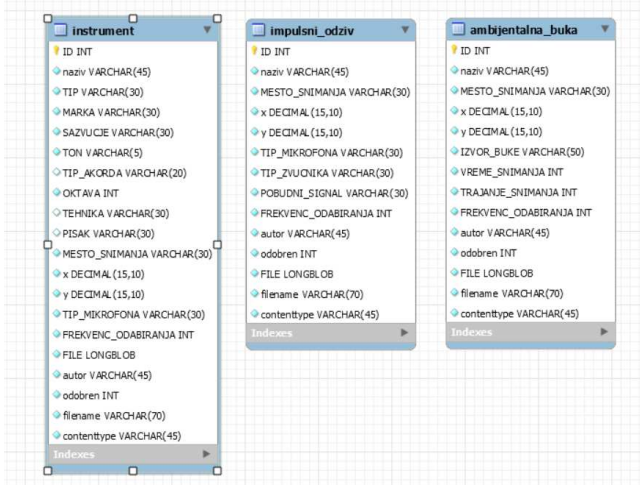 instrument
ID INT
naziv VARCHAR(45)
TIP VARCHAR(30)
MARKA VARCHAR(30)
SAZVUCJE VARCHAR(30)
TON VARCHAR(5)
TIP_AKORDA VARCHAR(20)
OKTAVA INT
TEHNIKA VARCHAR(30)
PISAK VARCHAR(30)
MESTO_SNIMANJA VARCHAR(30)
x DECIMAL(15,10)
y DECIMAL(15,10)
TIP_MIKROFONA VARCHAR(30)
FREKVENC_ODABIRANJA INT
FILE LONGBLOB
autor VARCHAR(45)
odobren INT
filename VARCHAR(70)
contenttype VARCHAR(45)
Indexes
impulsni_odziv
ID INT
naziv VARCHAR(45)
MESTO_SNIMANJA VARCHAR(30)
x DECIMAL(15,10)
y DECIMAL(15,10)
TIP_MIKROFONA VARCHAR(30)
TIP_ZVUCNIKA VARCHAR(30)
POBUDNI_SIGNAL VARCHAR(30)
FREKVENC_ODABIRANJA INT
autor VARCHAR(45)
odobren INT
FILE LONGBLOB
filename VARCHAR(70)
contenttype VARCHAR(45)
Indexes
ambijentalna_buka
ID INT
naziv VARCHAR(45)
MESTO_SNIMANJA VARCHAR(30)
x DECIMAL(15,10)
y DECIMAL(15,10)
IZVOR_BUKE VARCHAR(50)
VREME_SNIMANJA INT
TRAJANJE_SNIMANJA INT
FREKVENC_ODABIRANJA INT
autor VARCHAR(45)
odobren INT
FILE LONGBLOB
filename VARCHAR(70)
contenttype VARCHAR(45)
Indexes